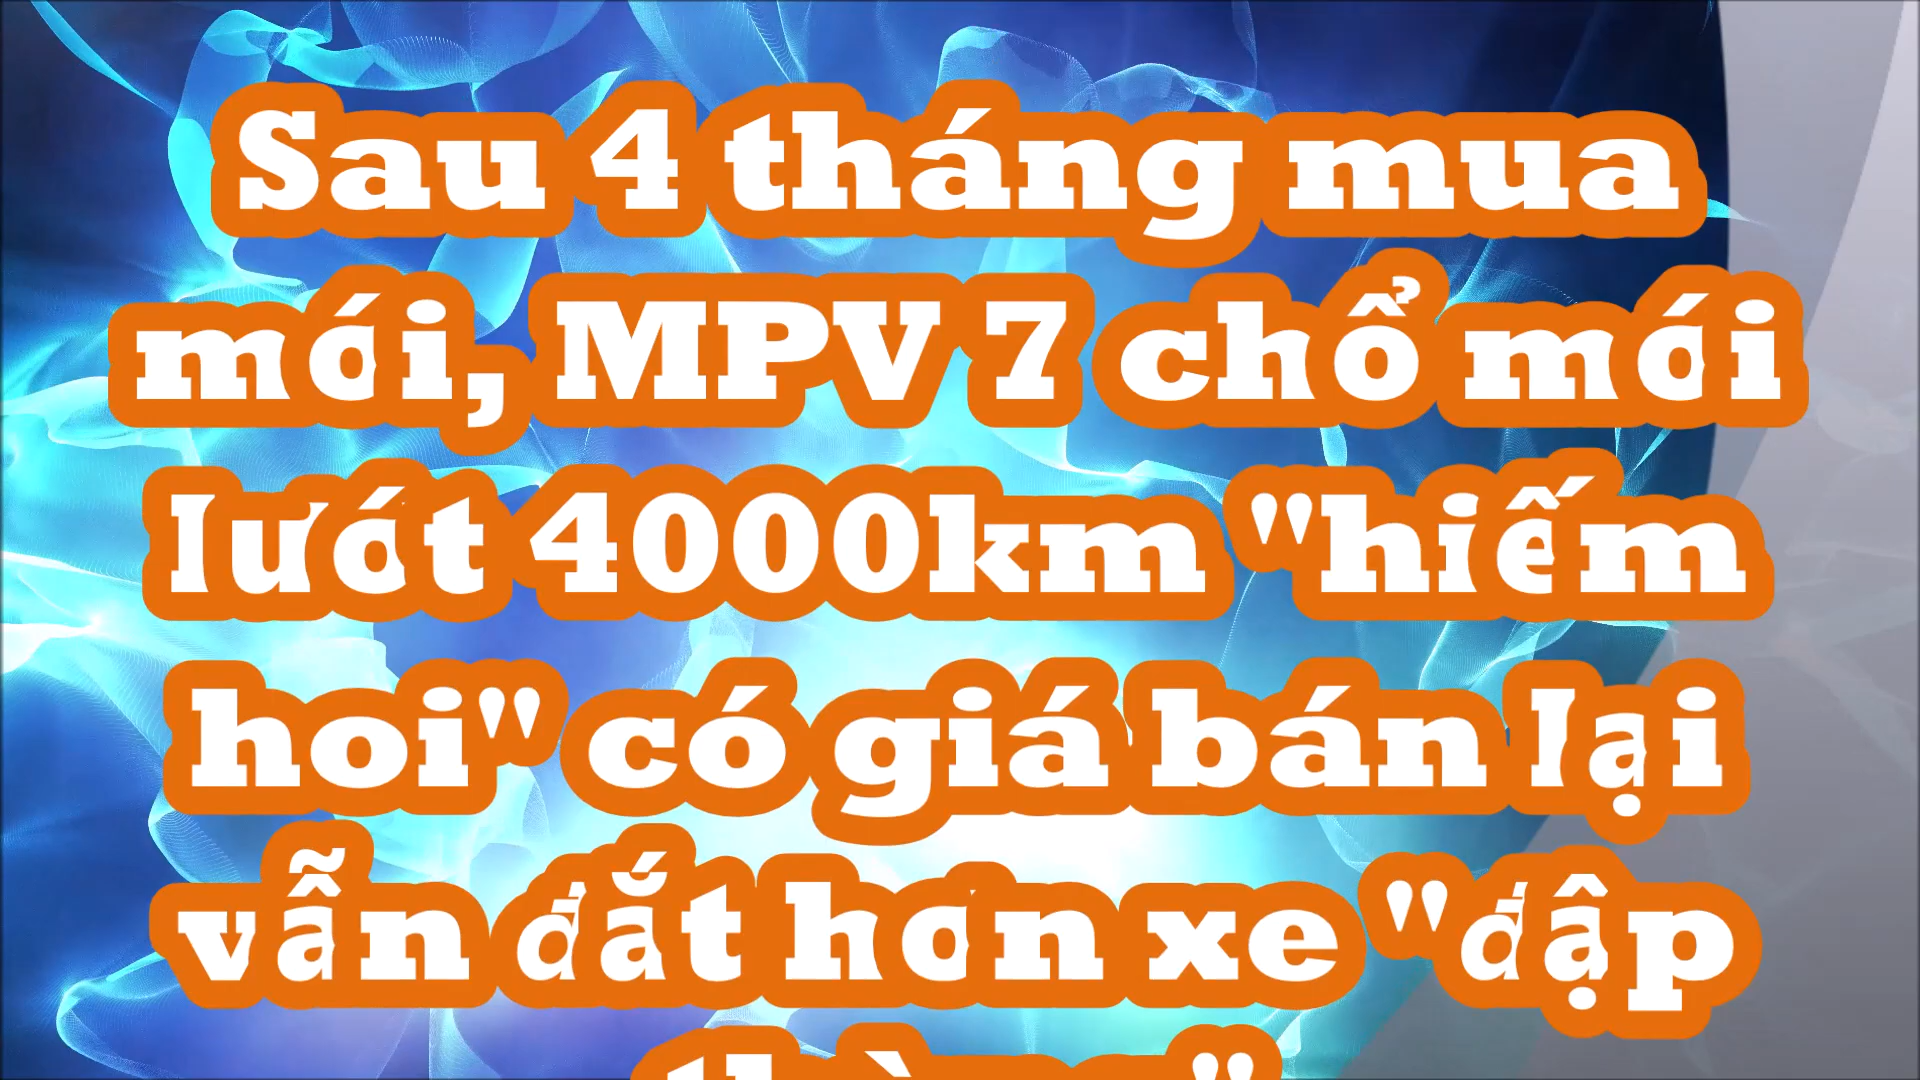 Sau 4 tháng mua
mới, MPV 7 chổ mới
lướt 4000km "hiếm
hoi" có giá bán lại
vẫn đắt hơn xe "đập